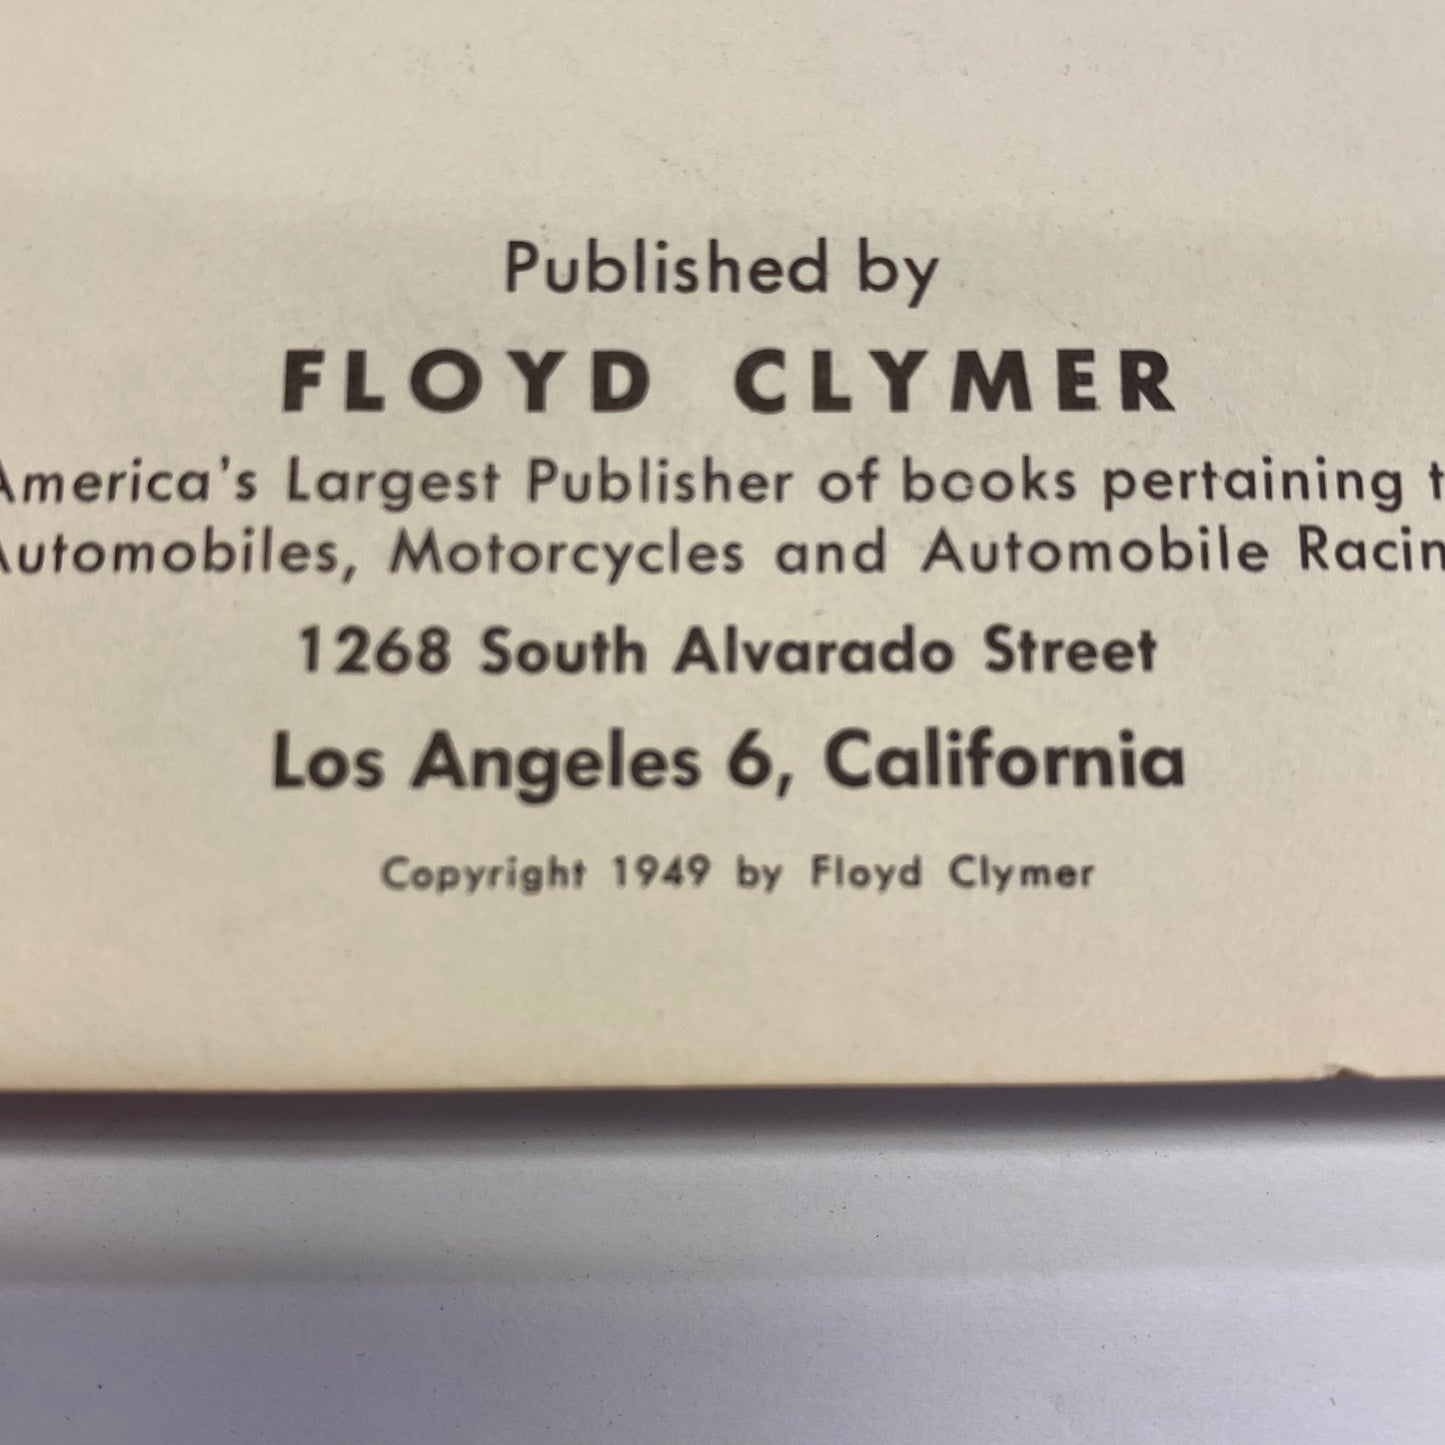 Published by
FLOYD CLYMER
America's Largest Publisher of books pertaining t
Automobiles, Motorcycles and Automobile Racin
1268 South Alvarado Street
Los Angeles 6, California
Copyright 1949 by Floyd Clymer